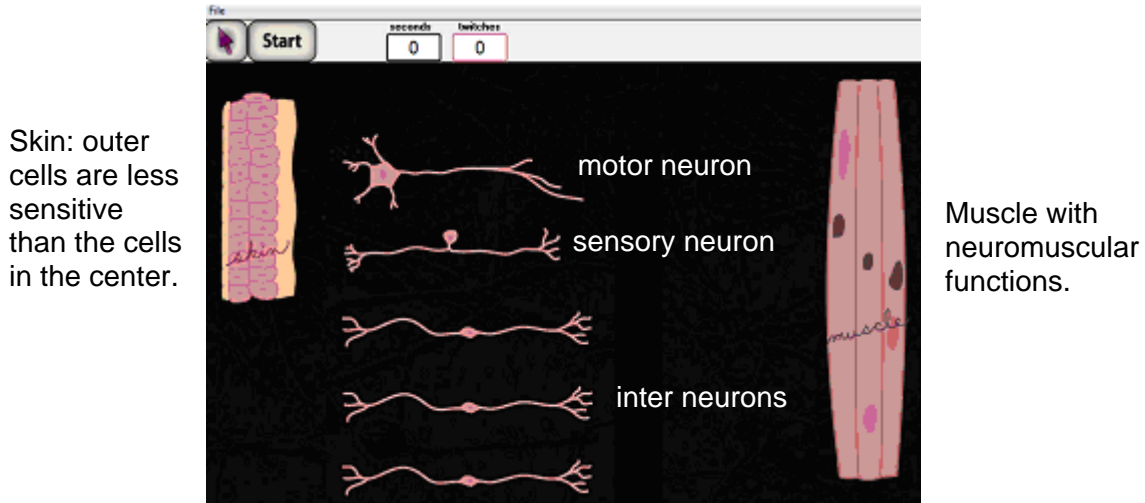 File
Start
seconds
twitches
0
0
Skin: outer
cells are less
sensitive
than the cells
in the center.
skin
motor neuron
sensory neuron
inter neurons
muscle
Muscle with
neuromuscular
functions.